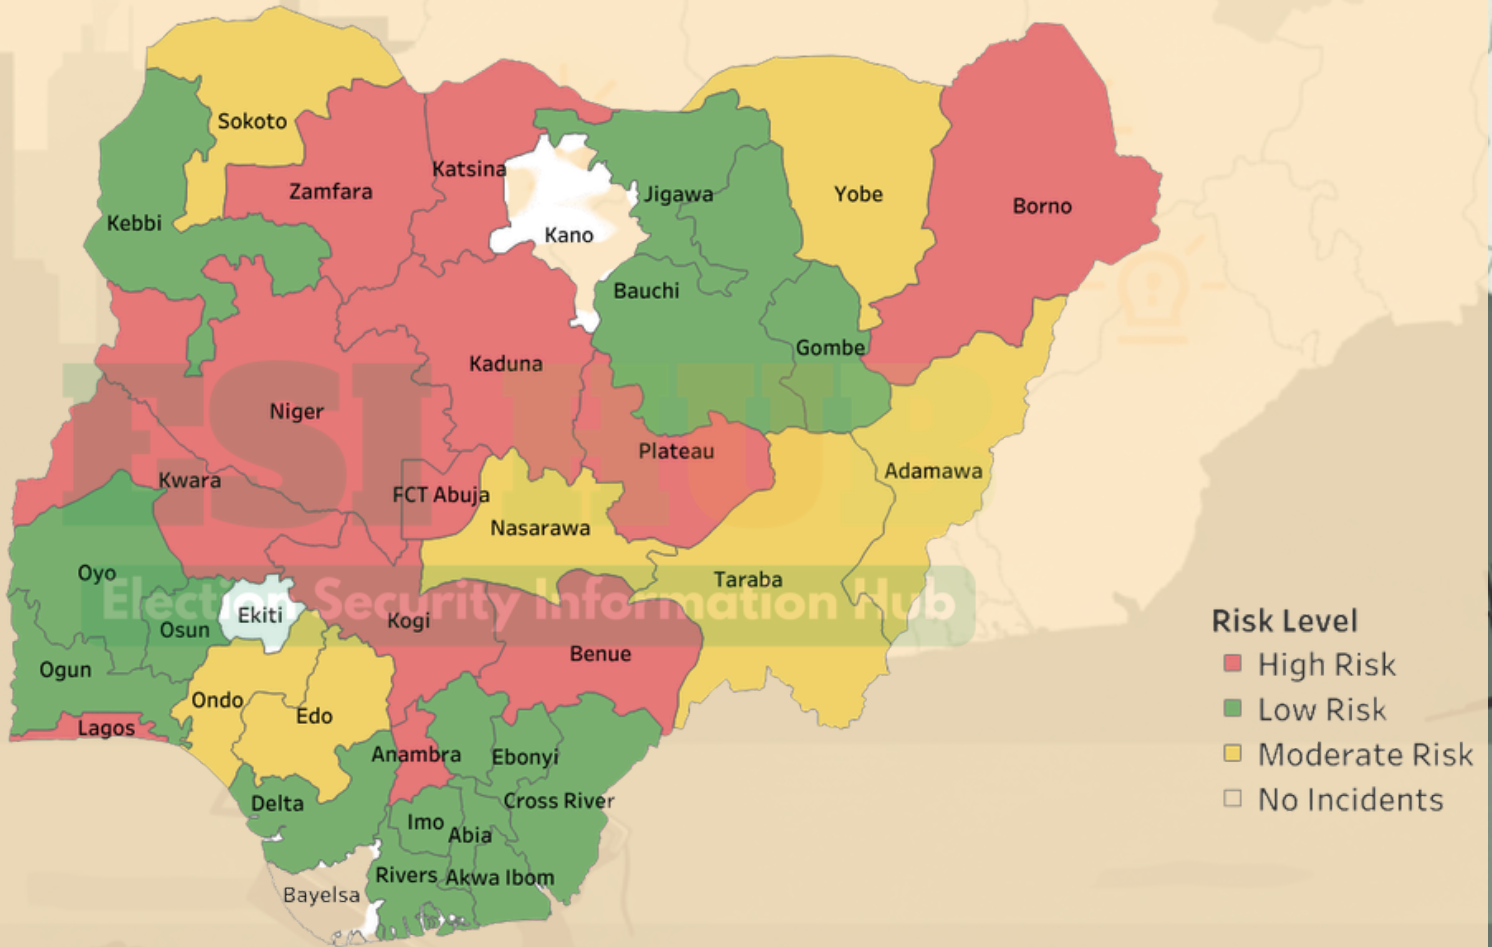 Sokoto
Zamfara
Katsina
Kebbi
Kano
Jigawa
Yobe
Borno
Bauchi
Gombe
Kaduna
Niger
Plateau
Kwara
FCT Abuja
Nasarawa
Adamawa
Taraba
Oyo
Osun
Ekiti
Kogi
Benue
Ogun
Lagos
Ondo
Edo
Anambra
Ebonyi
Delta
Cross River
Imo
Abia
Rivers
Akwa Ibom
Bayelsa
ESI HUB
Election Security Information Hub
Risk Level
High Risk
Low Risk
Moderate Risk
No Incidents